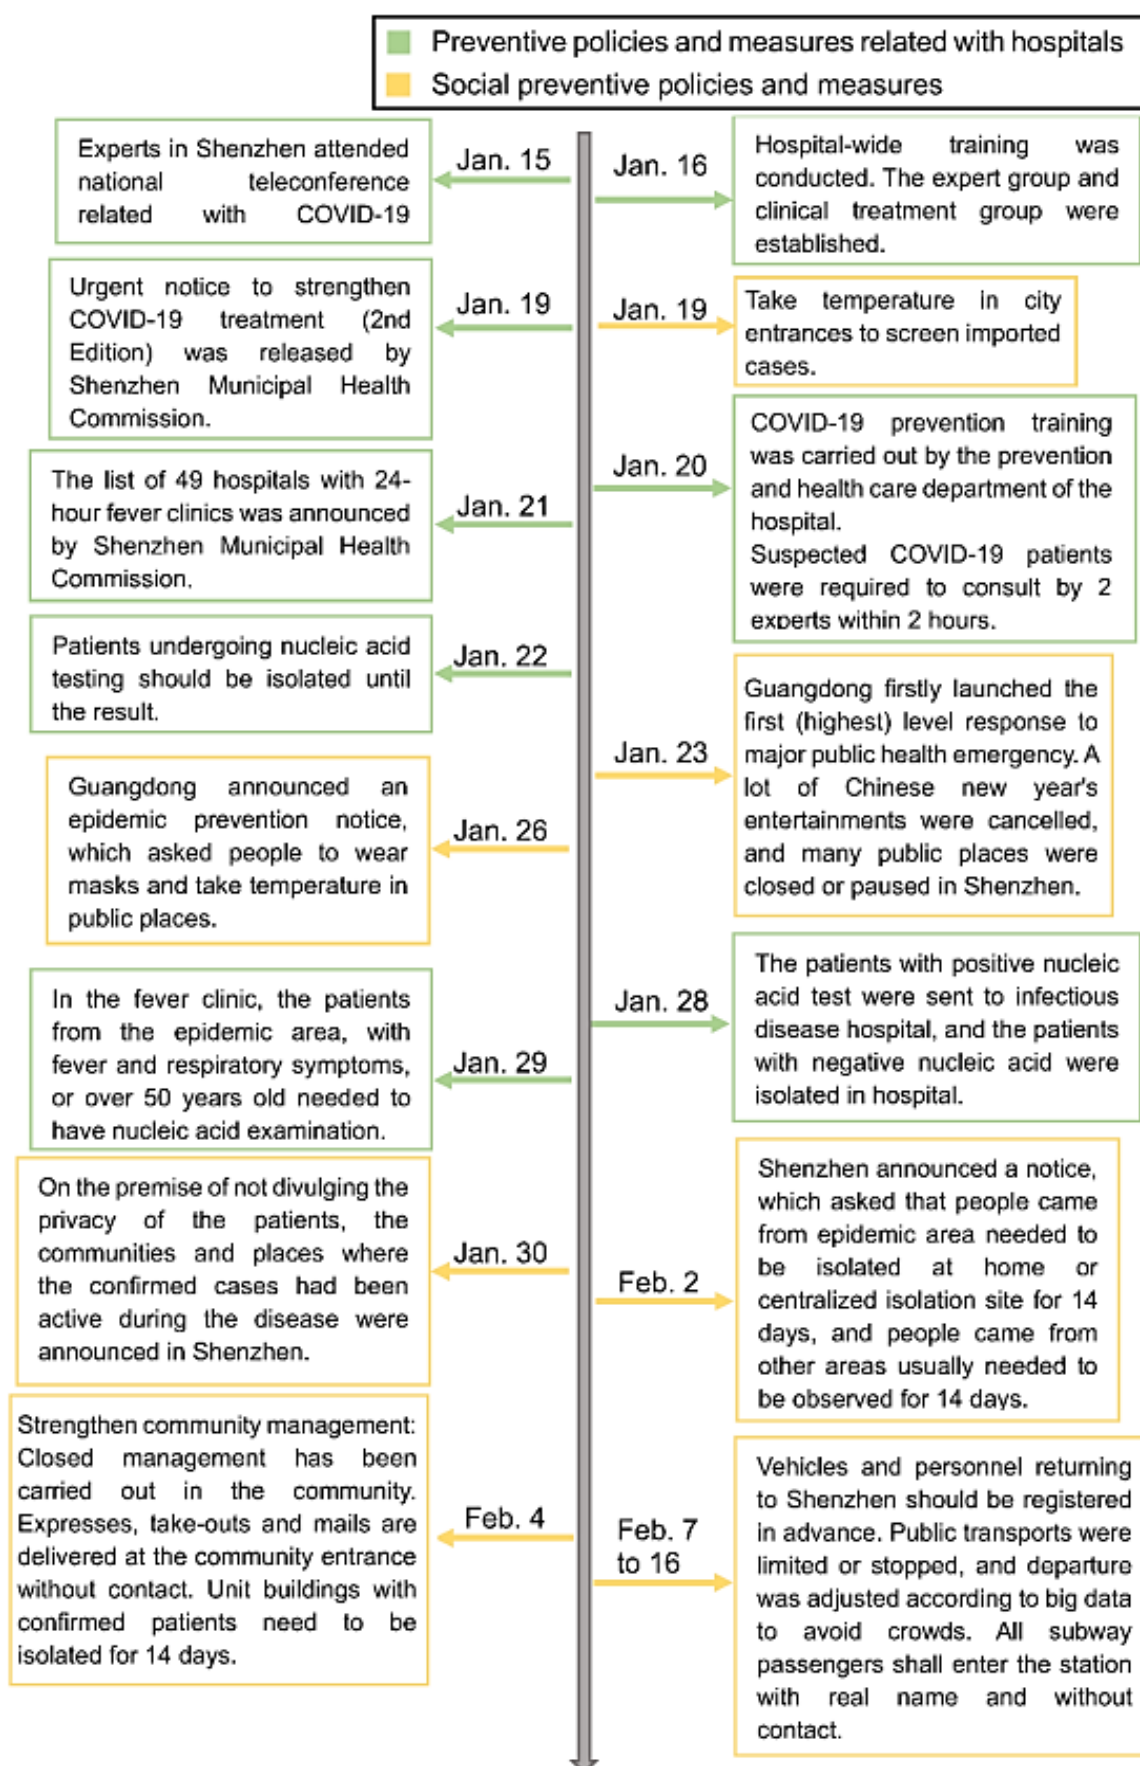 Preventive policies and measures related with hospitals
Social preventive policies and measures
Jan. 15
Experts in Shenzhen attended
national teleconference
related with COVID-19
Jan. 16
Hospital-wide training was
conducted. The expert group and
clinical treatment group were
established.
Jan. 19
Urgent notice to strengthen
COVID-19 treatment (2nd
Edition) was released by
Shenzhen Municipal Health
Commission.
Jan. 19
Take temperature in city
entrances to screen imported
cases.
Jan. 20
COVID-19 prevention training
was carried out by the prevention
and health care department of the
hospital.
Suspected COVID-19 patients
were required to consult by 2
experts within 2 hours.
Jan. 21
The list of 49 hospitals with 24-
hour fever clinics was announced
by Shenzhen Municipal Health
Commission.
Jan. 22
Patients undergoing nucleic acid
testing should be isolated until
the result.
Jan. 23
Guangdong firstly launched the
first (highest) level response to
major public health emergency. A
lot of Chinese new year's
entertainments were cancelled,
and many public places were
closed or paused in Shenzhen.
Jan. 26
Guangdong announced an
epidemic prevention notice,
which asked people to wear
masks and take temperature in
public places.
Jan. 28
The patients with positive nucleic
acid test were sent to infectious
disease hospital, and the patients
with negative nucleic acid were
isolated in hospital.
Jan. 29
In the fever clinic, the patients
from the epidemic area, with
fever and respiratory symptoms,
or over 50 years old needed to
have nucleic acid examination.
Jan. 30
On the premise of not divulging the
privacy of the patients, the
communities and places where
the confirmed cases had been
active during the disease were
announced in Shenzhen.
Feb. 2
Shenzhen announced a notice,
which asked that people came
from epidemic area needed to
be isolated at home or
centralized isolation site for 14
days, and people came from
other areas usually needed to
be observed for 14 days.
Feb. 4
Strengthen community management:
Closed management has been
carried out in the community.
Expresses, take-outs and mails are
delivered at the community entrance
without contact. Unit buildings with
confirmed patients need to be
isolated for 14 days.
Feb. 7
to 16
Vehicles and personnel returning
to Shenzhen should be registered
in advance. Public transports were
limited or stopped, and departure
was adjusted according to big data
to avoid crowds. All subway
passengers shall enter the station
with real name and without
contact.